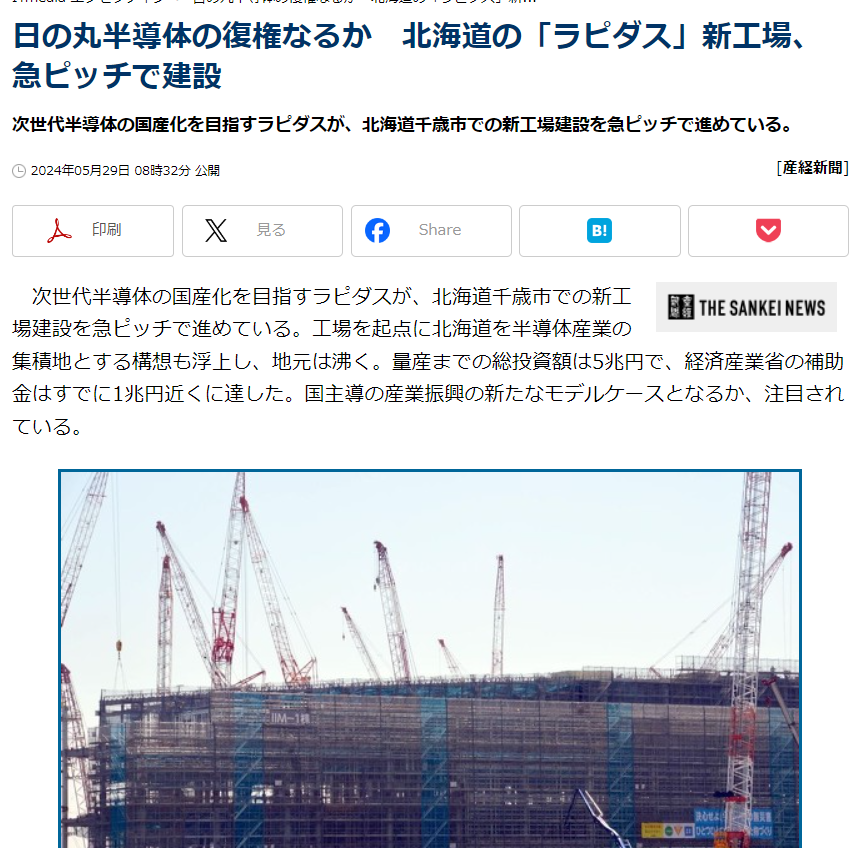 日の丸半導体の復権なるか 北海道の「ラピダス」新工場、
急ピッチで建設
次世代半導体の国産化を目指すラピダスが、北海道千歳市での新工場建設を急ピッチで進めている。
2024年05月29日 08時32分 公開
[産経新聞]
印刷
見る
Share
B!
次世代半導体の国産化を目指すラピダスが、北海道千歳市での新工
場建設を急ピッチで進めている。工場を起点に北海道を半導体産業の
集積地とする構想も浮上し、地元は沸く。量産までの総投資額は5兆円で、経済産業省の補助
金はすでに1兆円近くに達した。国主導の産業振興の新たなモデルケースとなるか、注目され
ている。
産経新聞 THE SANKEI NEWS
IIM-1棟